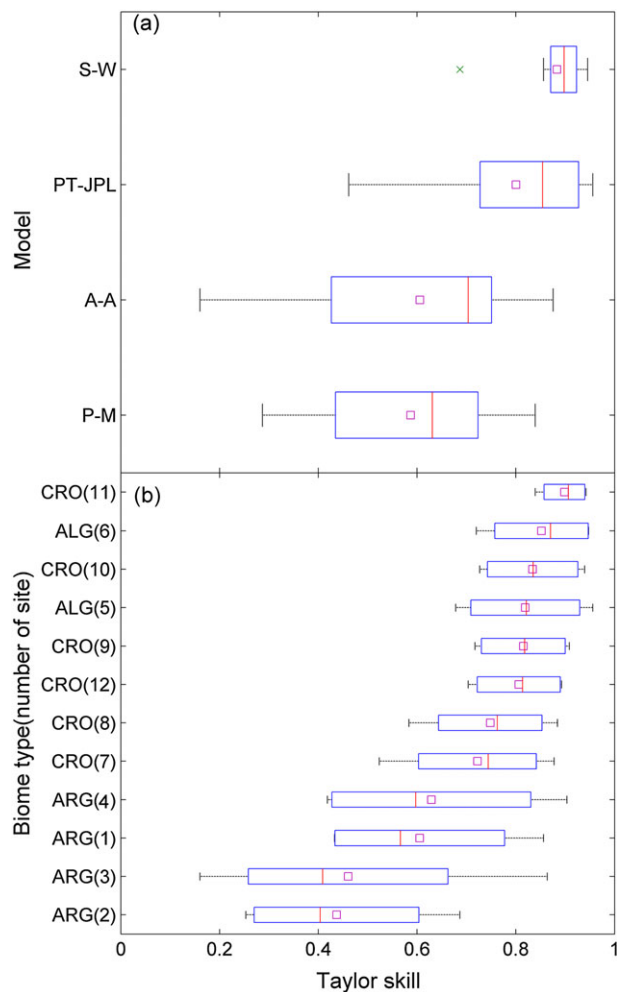 (a)
S-W
PT-JPL
A-A
P-M
Model
(b)
CRO(11)
ALG(6)
CRO(10)
ALG(5)
CRO(9)
CRO(12)
CRO(8)
CRO(7)
ARG(4)
ARG(1)
ARG(3)
ARG(2)
Biome type(number of site)
0 0.2 0.4 0.6 0.8 1
Taylor skill